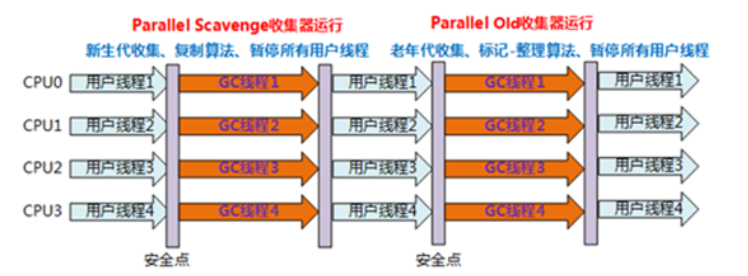 Parallel Scavenge收集器运行 Parallel Old收集器运行
新生代收集、复制算法、暂停所有用户线程 老年代收集、标记-整理算法、暂停所有用户线程
CPU0 用户线程1 GC线程1 用户线程1 GC线程1 用户线程1
CPU1 用户线程2 GC线程2 用户线程2 GC线程2 用户线程2
CPU2 用户线程3 GC线程3 用户线程3 GC线程3 用户线程3
CPU3 用户线程4 GC线程4 用户线程4 GC线程4 用户线程4
安全点 安全点